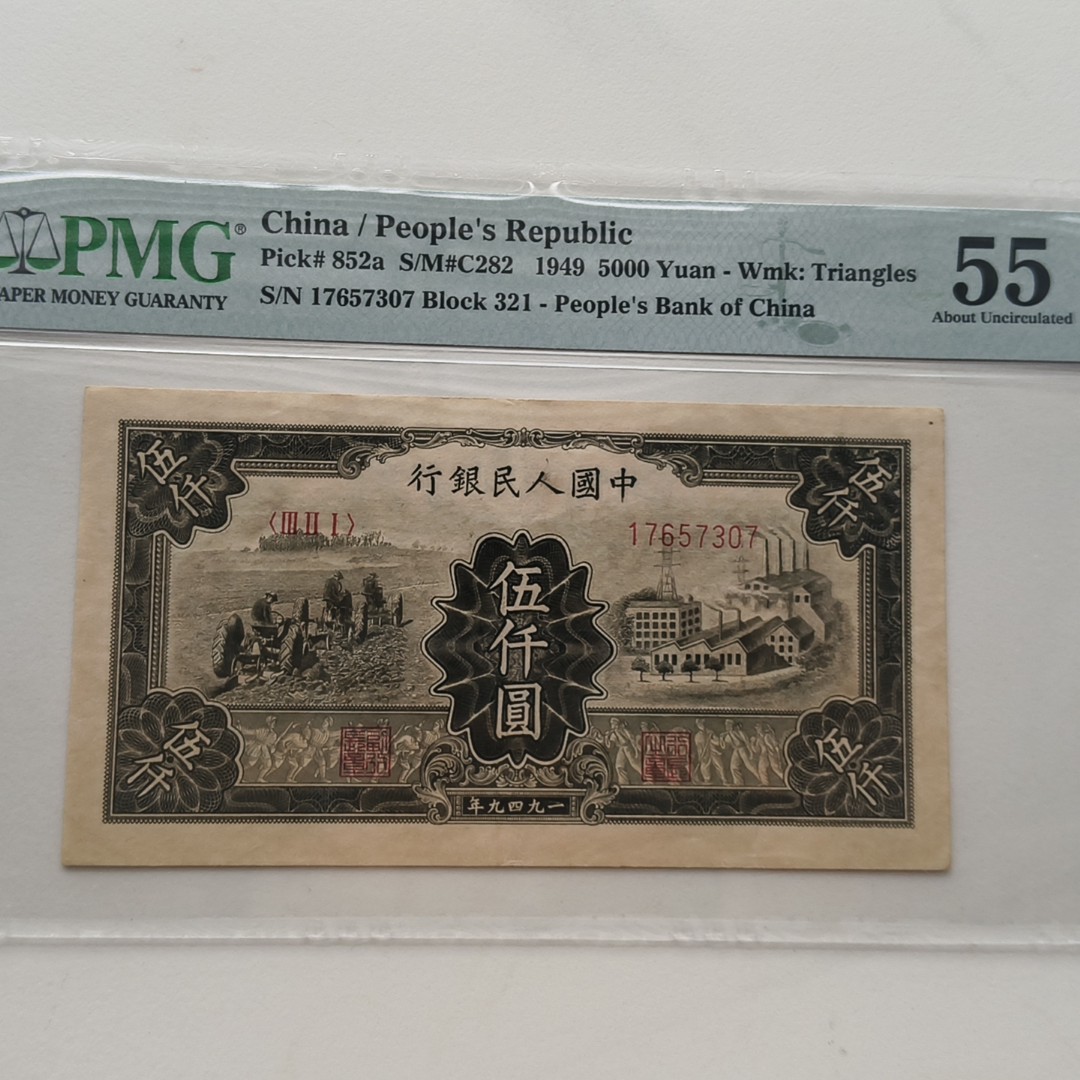 PMG®
APER MONEY GUARANTY
China / People's Republic
Pick# 852a S/M#C282 1949 5000 Yuan - Wmk: Triangles
S/N 17657307 Block 321 - People's Bank of China
55
About Uncirculated
行銀民人國中
伍仟
伍仟
〈III II I〉
17657307
伍仟圓
伍仟
伍仟
年九四九一